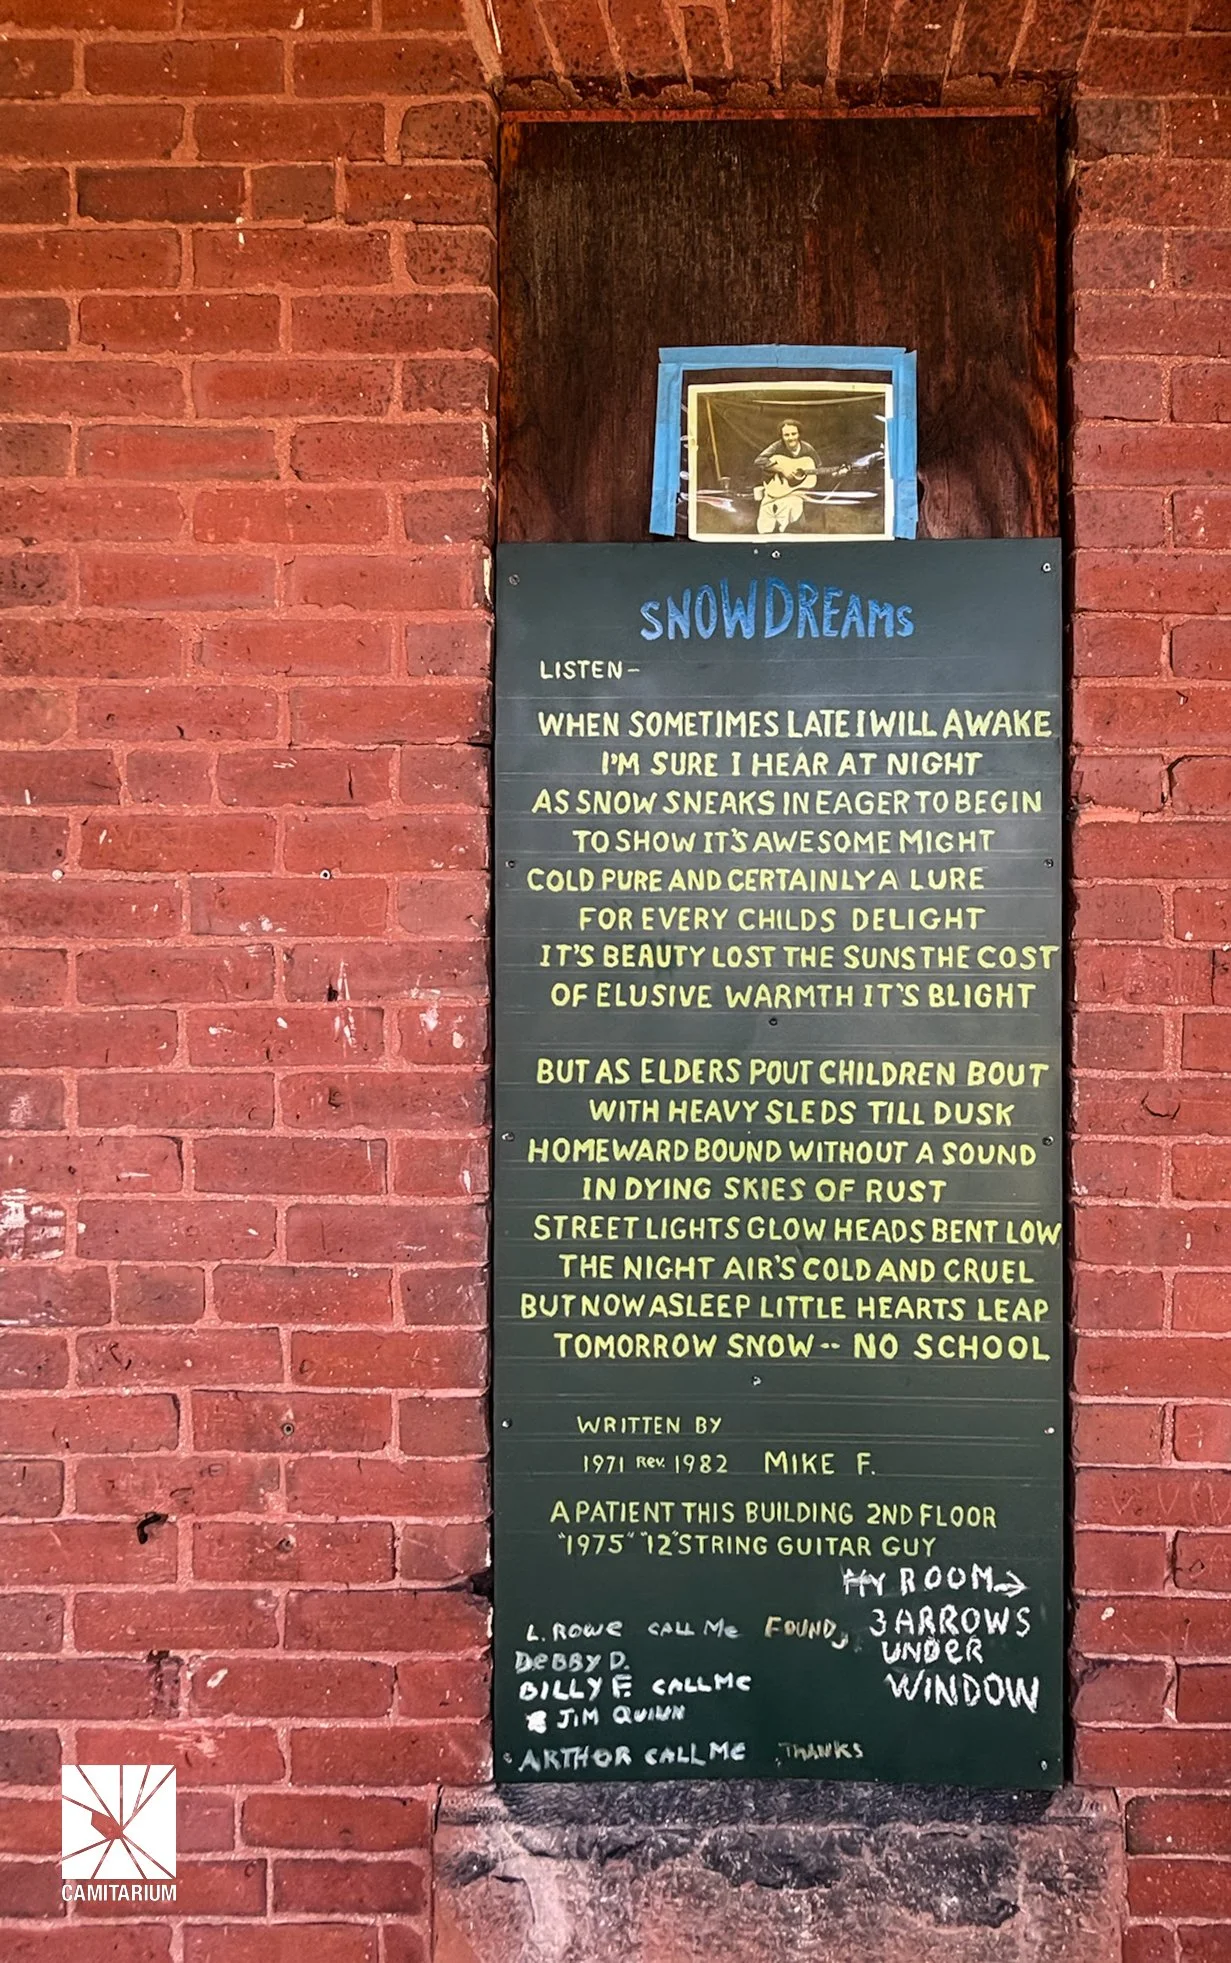 SNOWDREAMS
LISTEN-
WHEN SOMETIMES LATE I WILL AWAKE
I'M SURE I HEAR AT NIGHT
AS SNOW SNEAKS IN EAGER TO BEGIN
TO SHOW IT'S AWESOME MIGHT
COLD PURE AND CERTAINLY A LURE
FOR EVERY CHILDS DELIGHT
IT'S BEAUTY LOST THE SUNS THE COST
OF ELUSIVE WARMTH IT'S BLIGHT
BUT AS ELDERS POUT CHILDREN BOUT
WITH HEAVY SLEDS TILL DUSK
HOMEWARD BOUND WITHOUT A SOUND
IN DYING SKIES OF RUST
STREET LIGHTS GLOW HEADS BENT LOW
THE NIGHT AIR'S COLD AND CRUEL
BUT NOW ASLEEP LITTLE HEARTS LEAP
TOMORROW SNOW -- NO SCHOOL
WRITTEN BY
1971 Rev. 1982 MIKE F.
A PATIENT THIS BUILDING 2ND FLOOR
"1975" "12" STRING GUITAR GUY
MY ROOM→
3 ARROWS
UNDER
WINDOW
L. ROWE CALL Me FOUND,
DeBBY D.
BILLY F. CALL Me
JIM QUINN
ARTHOR CALL Me THANKS
CAMITARIUM